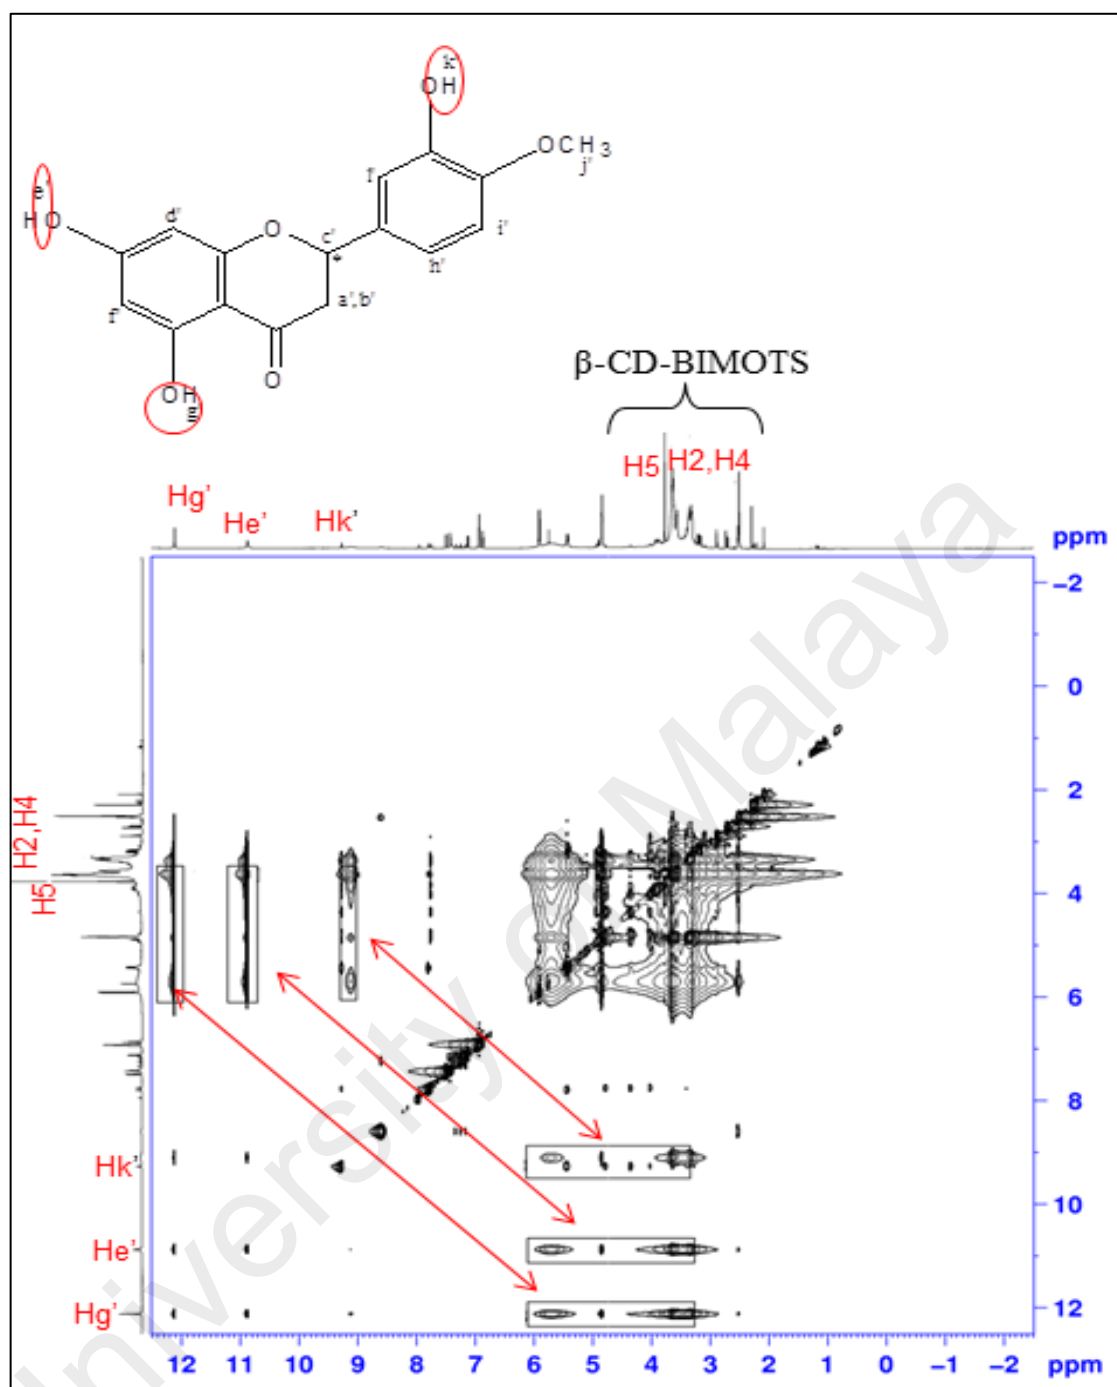 k'
OH
OCH3
j'
l'
e'
HO
d'
O
c'
*
i'
h'
a', b'
f'
O
OH
g
β-CD-BIMOTS
H5 H2,H4
Hg'
He'
Hk'
ppm
-2
0
2
4
6
8
10
12
H2,H4
H5
Hk'
He'
Hg'
12 11 10 9 8 7 6 5 4 3 2 1 0 -1 -2 ppm
University of Malaya